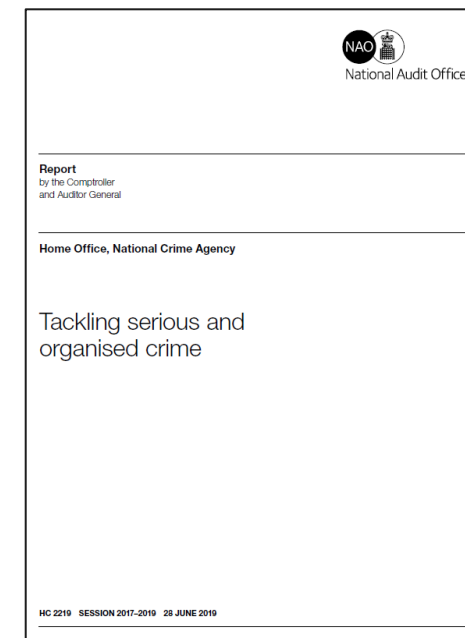 NAO
National Audit Office
Report
by the Comptroller
and Auditor General
Home Office, National Crime Agency
Tackling serious and
organised crime
HC 2219 SESSION 2017–2019 28 JUNE 2019